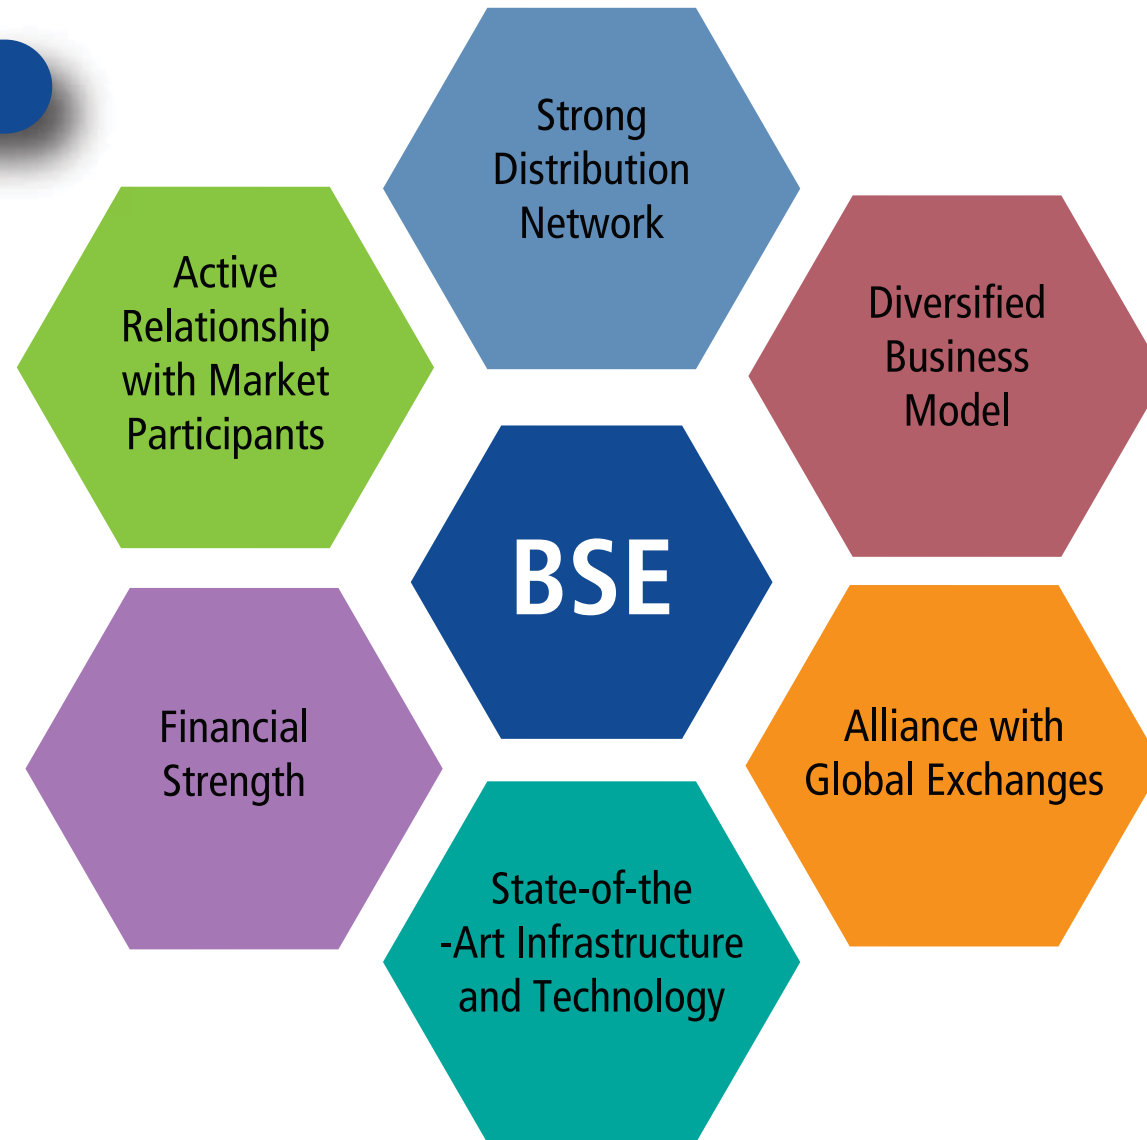 Strong
Distribution
Network
Active
Relationship
with Market
Participants
Diversified
Business
Model
BSE
Financial
Strength
Alliance with
Global Exchanges
State-of-the
-Art Infrastructure
and Technology